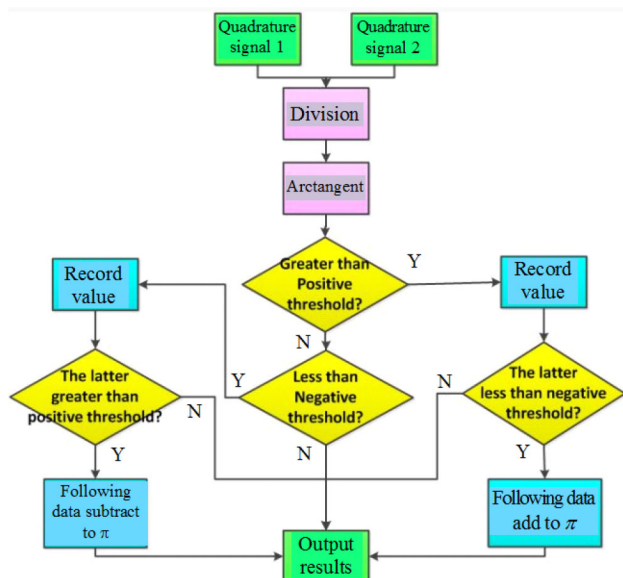 Quadrature
signal 1
Quadrature
signal 2
Division
Arctangent
Greater than
Positive
threshold?
Y
N
Record
value
Record
value
The latter
greater than
positive threshold?
N
Y
Y
Less than
Negative
threshold?
N
N
The latter
less than negative
threshold?
Y
Following
data subtract
to π
Following data
add to π
Output
results